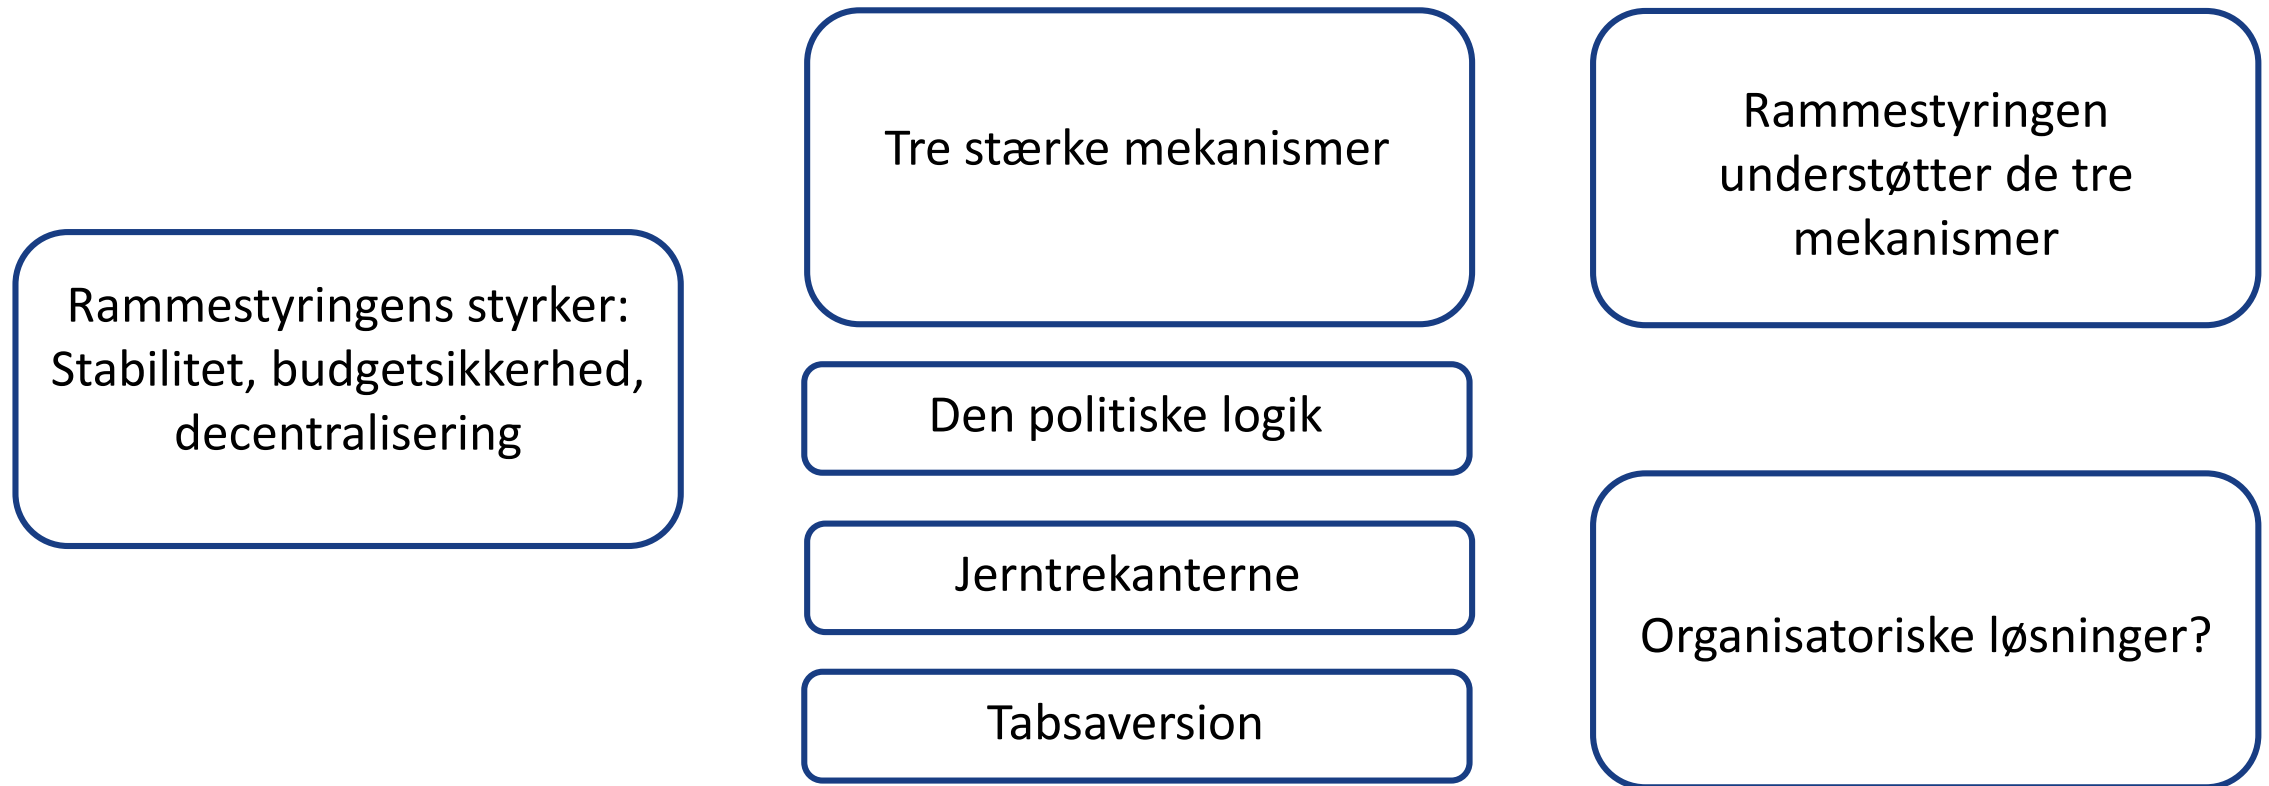 Rammestyringens styrker:
Stabilitet, budgetsikkerhed,
decentralisering
Tre stærke mekanismer
Den politiske logik
Jerntrekanterne
Tabsaversion
Rammestyringen
understøtter de tre
mekanismer
Organisatoriske løsninger?